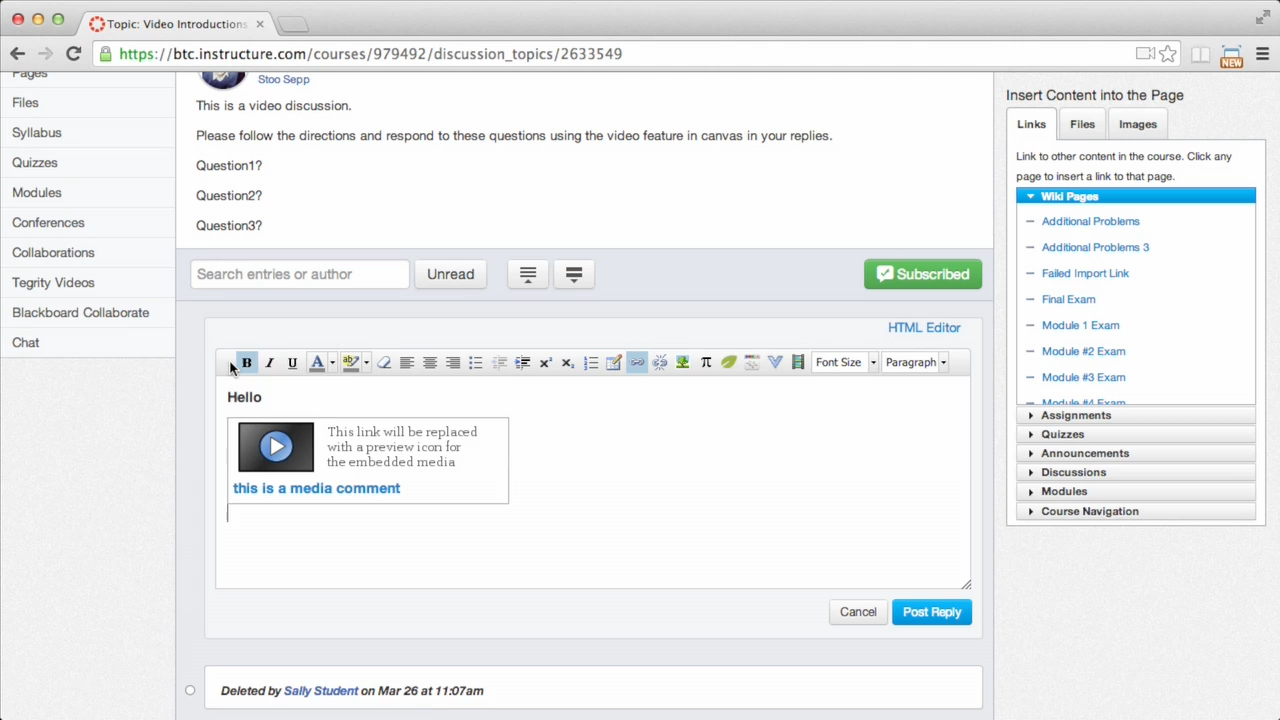 Topic: Video Introductions
https://btc.instructure.com/courses/979492/discussion_topics/2633549
NEW
Pages
Files
Syllabus
Quizzes
Modules
Conferences
Collaborations
Tegrity Videos
Blackboard Collaborate
Chat
Stoo Sepp
This is a video discussion.
Please follow the directions and respond to these questions using the video feature in canvas in your replies.
Question1?
Question2?
Question3?
Search entries or author
Unread
Subscribed
HTML Editor
B I U A ab Font Size Paragraph
Hello
This link will be replaced
with a preview icon for
the embedded media
this is a media comment
Cancel
Post Reply
Deleted by Sally Student on Mar 26 at 11:07am
Insert Content into the Page
Links Files Images
Link to other content in the course. Click any
page to insert a link to that page.
Wiki Pages
Additional Problems
Additional Problems 3
Failed Import Link
Final Exam
Module 1 Exam
Module #2 Exam
Module #3 Exam
Module #4 Exam
Assignments
Quizzes
Announcements
Discussions
Modules
Course Navigation